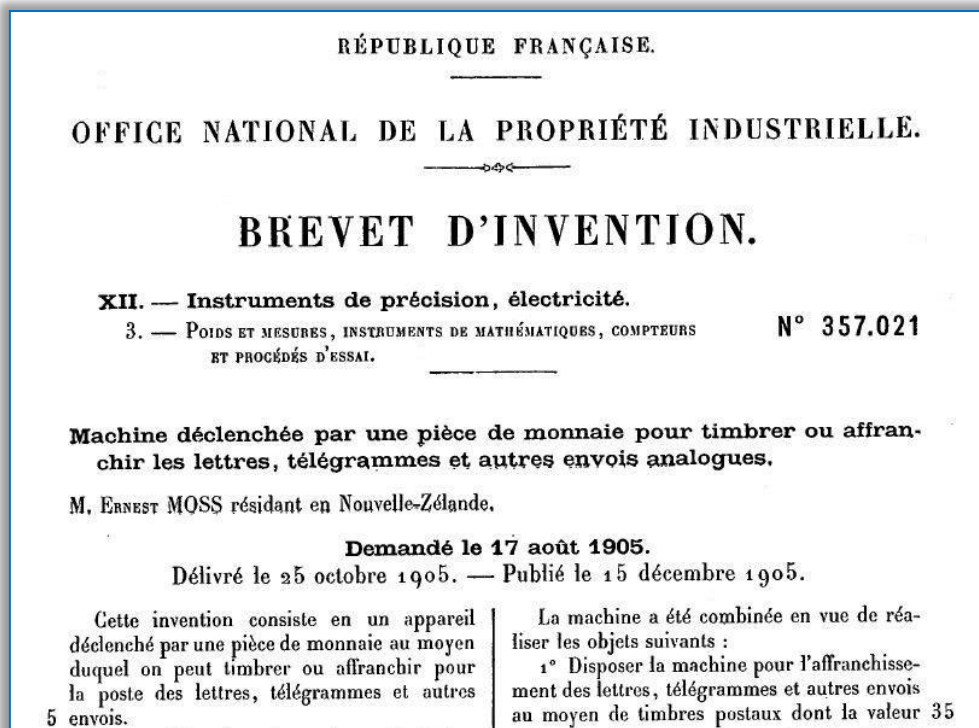 RÉPUBLIQUE FRANÇAISE.
OFFICE NATIONAL DE LA PROPRIÉTÉ INDUSTRIELLE.
BREVET D'INVENTION.
XII. — Instruments de précision, électricité.
3. — POIDS ET MESURES, INSTRUMENTS DE MATHÉMATIQUES, COMPTEURS
ET PROCÉDÉS D'ESSAI.
N° 357.021
Machine déclenchée par une pièce de monnaie pour timbrer ou affran-
chir les lettres, télégrammes et autres envois analogues.
M. ERNEST MOSS résidant en Nouvelle-Zélande.
Demandé le 17 août 1905.
Délivré le 25 octobre 1905. — Publié le 15 décembre 1905.
Cette invention consiste en un appareil
déclenché par une pièce de monnaie au moyen
duquel on peut timbrer ou affranchir pour
la poste des lettres, télégrammes et autres
5 envois.
La machine a été combinée en vue de réa-
liser les objets suivants :
1° Disposer la machine pour l'affranchisse-
ment des lettres, télégrammes et autres envois
au moyen de timbres postaux dont la valeur 35